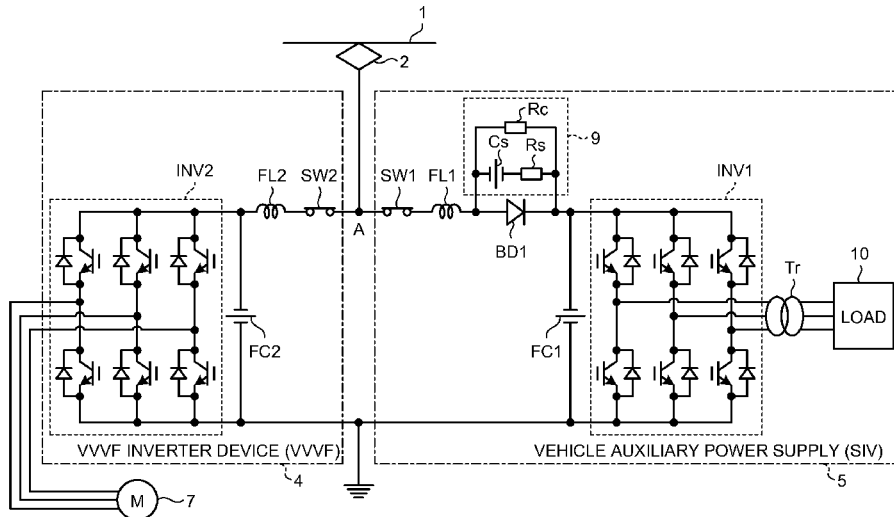 1
2
Rc
9
Cs
Rs
INV2
FL2
SW2
SW1
FL1
INV1
A
BD1
Tr
10
LOAD
FC2
FC1
VVVF INVERTER DEVICE (VVVF)
VEHICLE AUXILIARY POWER SUPPLY (SIV)
4
5
M
7